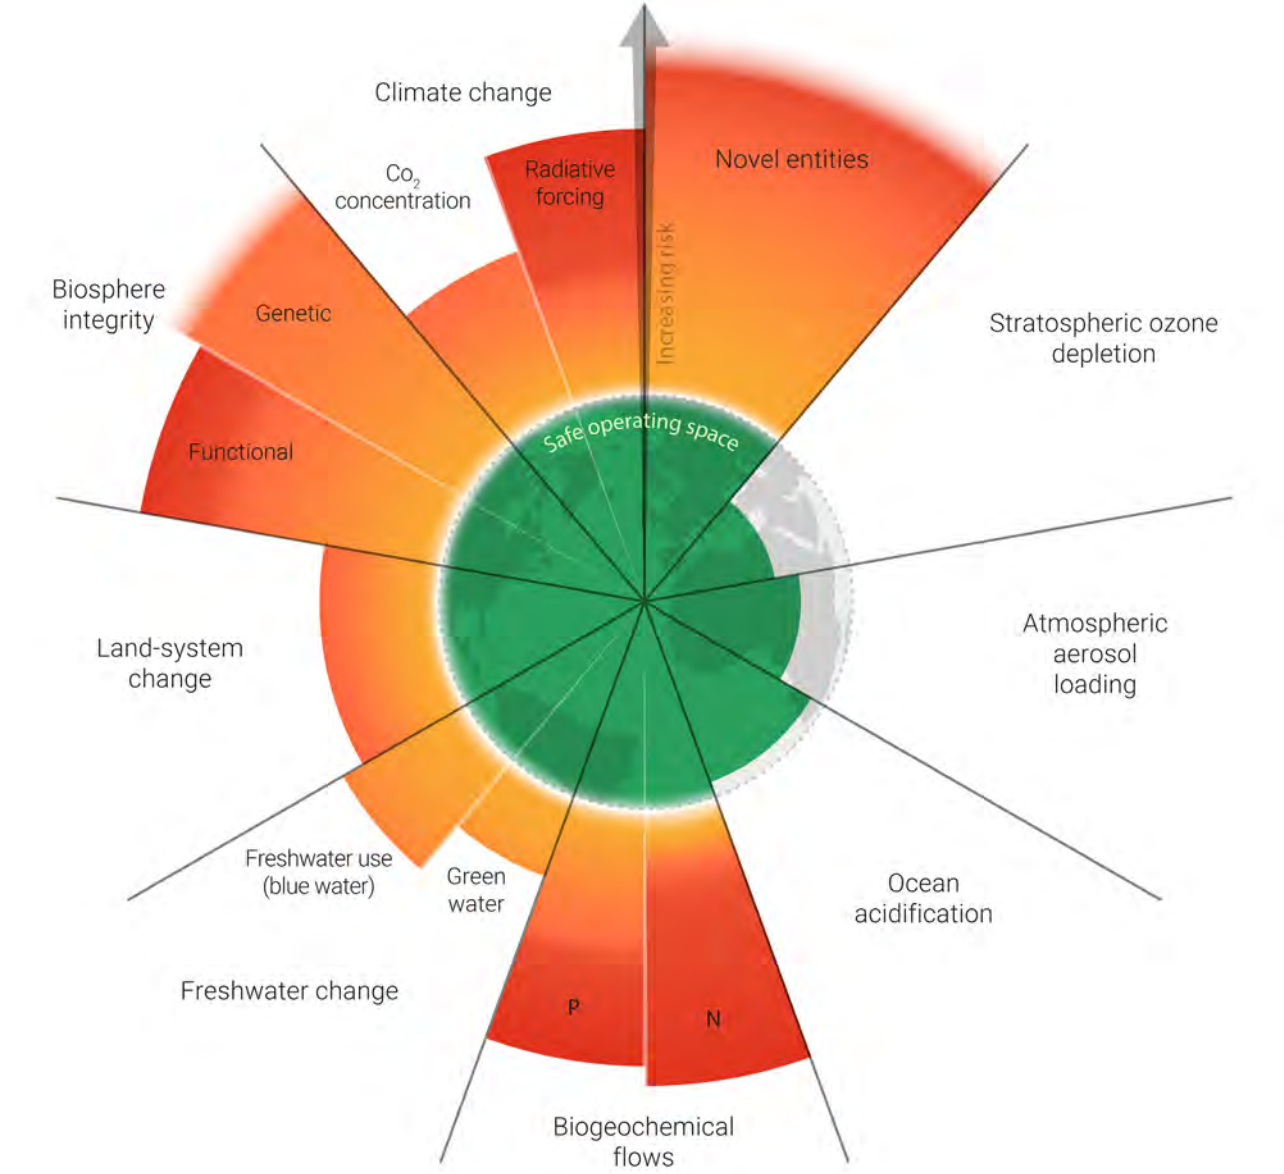 Climate change
Co2
concentration
Radiative
forcing
Novel entities
Increasing risk
Biosphere
integrity
Genetic
Functional
Stratospheric ozone
depletion
Safe operating space
Land-system
change
Atmospheric
aerosol
loading
Freshwater use
(blue water)
Green
water
Freshwater change
Ocean
acidification
P
N
Biogeochemical
flows